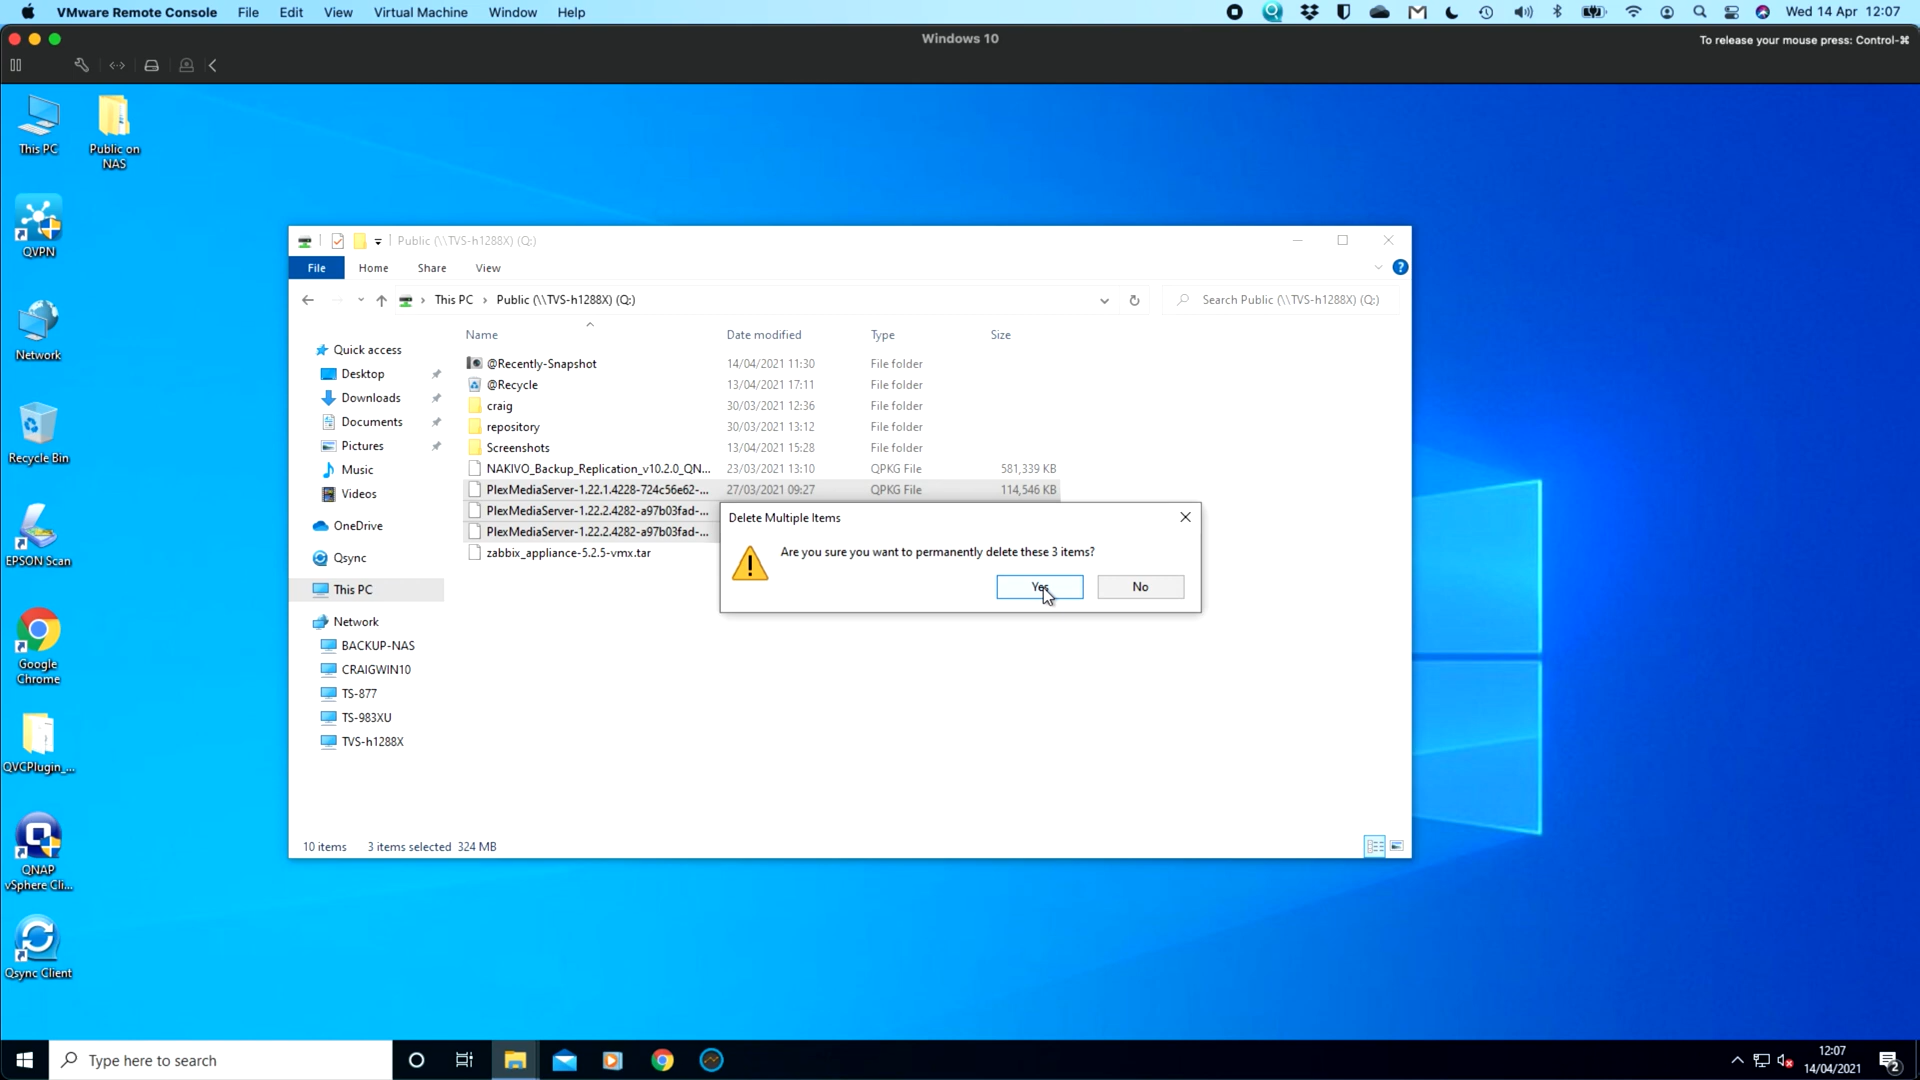 VMware Remote Console File Edit View Virtual Machine Window Help Wed 14 Apr 12:07
Windows 10
To release your mouse press: Control-⌘
This PC
Public on
NAS
QVPN
Network
Recycle Bin
EPSON Scan
Google
Chrome
QVCPlugin_...
QNAP
vSphere Cli...
Qsync Client
Public (\\TVS-h1288X) (Q:)
File Home Share View
This PC › Public (\\TVS-h1288X) (Q:)
Search Public (\\TVS-h1288X) (Q:)
Quick access
Desktop
Downloads
Documents
Pictures
Music
Videos
OneDrive
Qsync
This PC
Network
BACKUP-NAS
CRAIGWIN10
TS-877
TS-983XU
TVS-h1288X
Name Date modified Type Size
@Recently-Snapshot 14/04/2021 11:30 File folder
@Recycle 13/04/2021 17:11 File folder
craig 30/03/2021 12:36 File folder
repository 30/03/2021 13:12 File folder
Screenshots 13/04/2021 15:28 File folder
NAKIVO_Backup_Replication_v10.2.0_QN... 23/03/2021 13:10 QPKG File 581,339 KB
PlexMediaServer-1.22.1.4228-724c56e62-... 27/03/2021 09:27 QPKG File 114,546 KB
PlexMediaServer-1.22.2.4282-a97b03fad-...
PlexMediaServer-1.22.2.4282-a97b03fad-...
zabbix_appliance-5.2.5-vmx.tar
Delete Multiple Items
Are you sure you want to permanently delete these 3 items?
Yes No
10 items 3 items selected 324 MB
Type here to search
12:07
14/04/2021
2